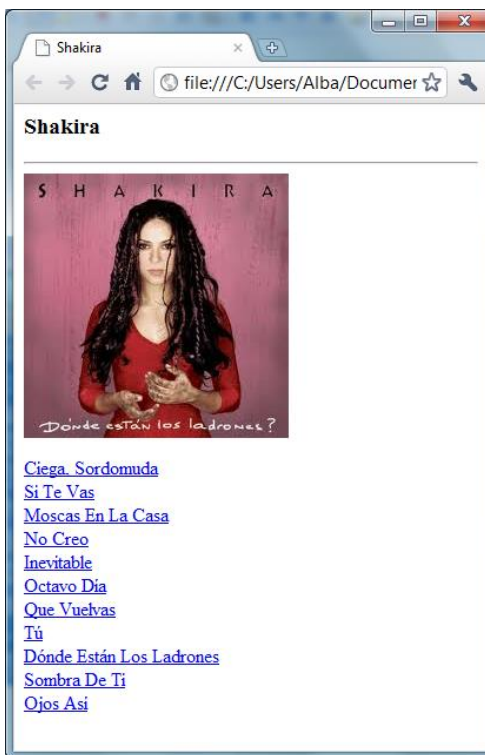 Shakira
file:///C:/Users/Alba/Documer
Shakira
SHAKIRA
Dónde están los ladrones?
Ciega, Sordomuda
Si Te Vas
Moscas En La Casa
No Creo
Inevitable
Octavo Día
Que Vuelvas
Tú
Dónde Están Los Ladrones
Sombra De Ti
Ojos Así